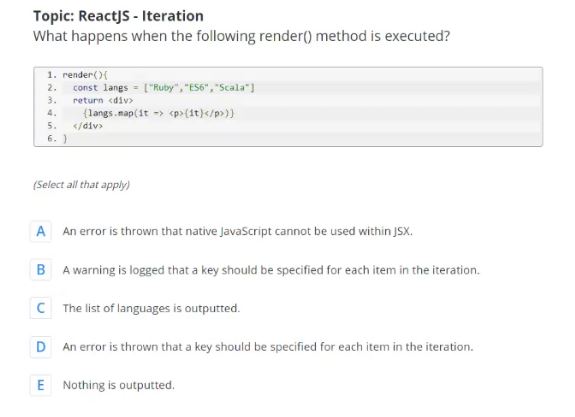 Topic: ReactJS - Iteration
What happens when the following render() method is executed?
1. render(){
2. const langs = ["Ruby","ES6","Scala"]
3. return <div>
4. {langs.map(it => <p>{it}</p>)}
5. </div>
6. }
(Select all that apply)
A An error is thrown that native JavaScript cannot be used within JSX.
B A warning is logged that a key should be specified for each item in the iteration.
C The list of languages is outputted.
D An error is thrown that a key should be specified for each item in the iteration.
E Nothing is outputted.